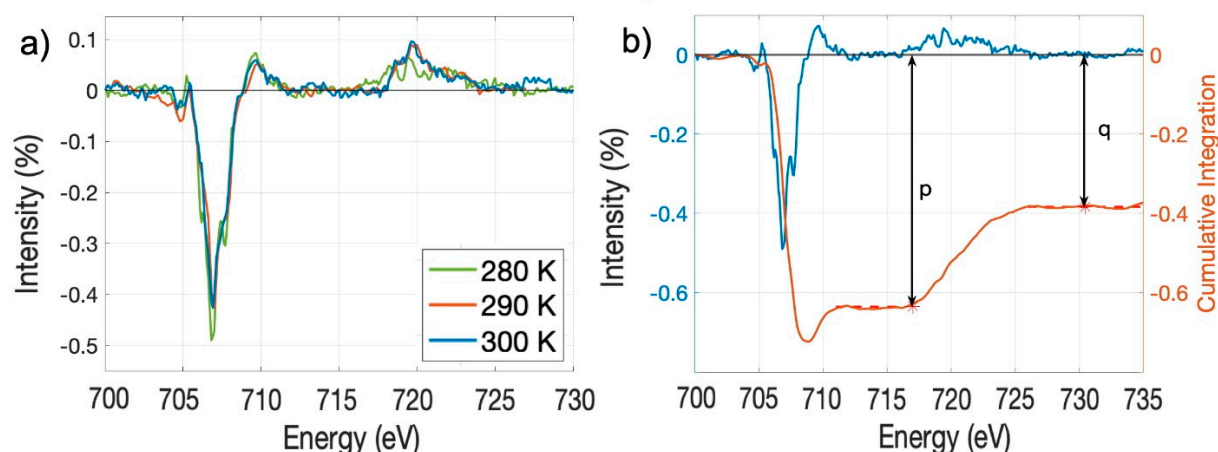 a)
0.1
0
-0.1
-0.2
-0.3
-0.4
-0.5
Intensity (%)
280 K
290 K
300 K
700 705 710 715 720 725 730
Energy (eV)
b)
0
-0.2
-0.4
-0.6
Intensity (%)
p
q
0
-0.2
-0.4
-0.6
Cumulative Integration
700 705 710 715 720 725 730 735
Energy (eV)